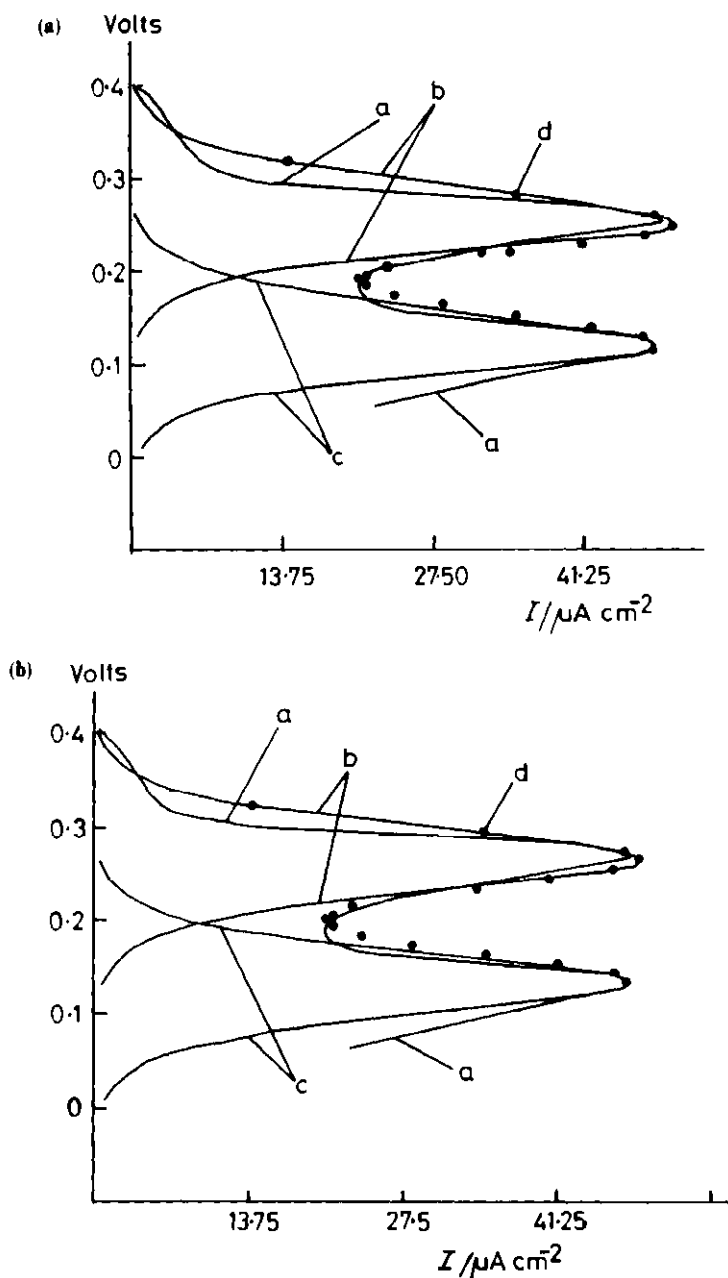 (a) Volts
0·4
0·3
0·2
0·1
0
a
b
d
c
a
13·75 27·50 41·25
I/μA cm⁻²
(b) Volts
0·4
0·3
0·2
0·1
0
a
b
d
c
a
13·75 27·5 41·25
I/μA cm⁻²